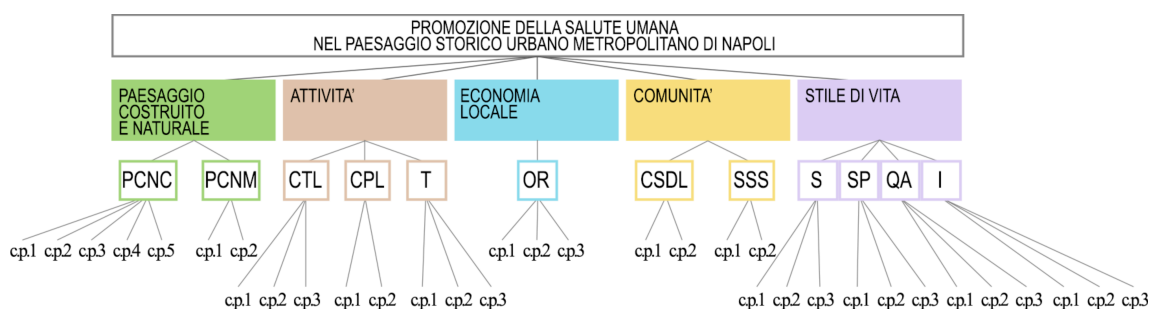 PROMOZIONE DELLA SALUTE UMANA
NEL PAESAGGIO STORICO URBANO METROPOLITANO DI NAPOLI
PAESAGGIO
COSTRUITO
E NATURALE
ATTIVITA'
ECONOMIA
LOCALE
COMUNITA'
STILE DI VITA
PCNC PCNM CTL CPL T OR CSDL SSS S SP QA I
c.p.1 c.p.2 c.p.3 c.p.4 c.p.5 c.p.1 c.p.2 c.p.1 c.p.2 c.p.3 c.p.1 c.p.2 c.p.1 c.p.2
c.p.1 c.p.2 c.p.3 c.p.1 c.p.2 c.p.1 c.p.2 c.p.3 c.p.1 c.p.2 c.p.3 c.p.1 c.p.2 c.p.3 c.p.1 c.p.2 c.p.3 c.p.1 c.p.2 c.p.3